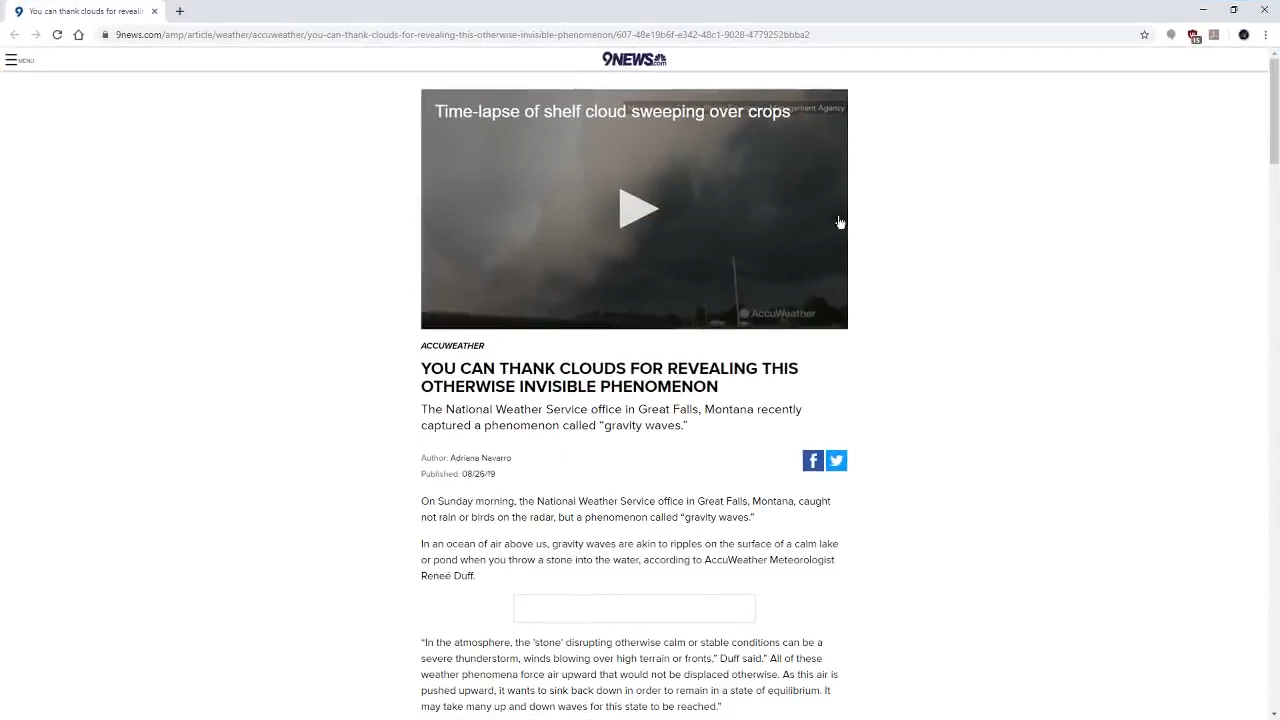 You can thank clouds for reveali
9news.com/amp/article/weather/accuweather/you-can-thank-clouds-for-revealing-this-otherwise-invisible-phenomenon/607-48e19b6f-e342-48c1-9028-4779252bbba2
15
MENU
9NEWS.com
Time-lapse of shelf cloud sweeping over crops
Management Agency
AccuWeather
ACCUWEATHER
YOU CAN THANK CLOUDS FOR REVEALING THIS
OTHERWISE INVISIBLE PHENOMENON
The National Weather Service office in Great Falls, Montana recently
captured a phenomenon called “gravity waves.”
Author: Adriana Navarro
Published: 08/26/19
On Sunday morning, the National Weather Service office in Great Falls, Montana, caught
not rain or birds on the radar, but a phenomenon called “gravity waves.”
In an ocean of air above us, gravity waves are akin to ripples on the surface of a calm lake
or pond when you throw a stone into the water, according to AccuWeather Meteorologist
Reneé Duff.
“In the atmosphere, the 'stone' disrupting otherwise calm or stable conditions can be a
severe thunderstorm, winds blowing over high terrain or fronts,” Duff said.” All of these
weather phenomena force air upward that would not be displaced otherwise. As this air is
pushed upward, it wants to sink back down in order to remain in a state of equilibrium. It
may take many up and down waves for this state to be reached.”